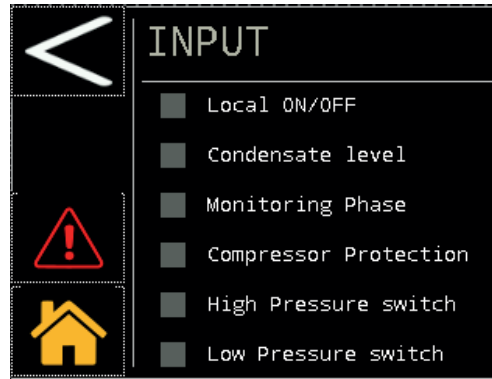 INPUT
Local ON/OFF
Condensate level
Monitoring Phase
Compressor Protection
High Pressure switch
Low Pressure switch